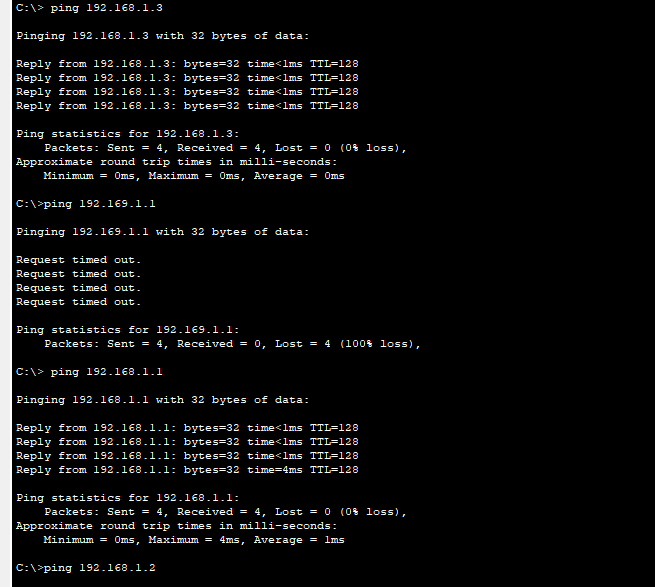 C:\> ping 192.168.1.3
Pinging 192.168.1.3 with 32 bytes of data:
Reply from 192.168.1.3: bytes=32 time<1ms TTL=128
Reply from 192.168.1.3: bytes=32 time<1ms TTL=128
Reply from 192.168.1.3: bytes=32 time<1ms TTL=128
Reply from 192.168.1.3: bytes=32 time<1ms TTL=128
Ping statistics for 192.168.1.3:
    Packets: Sent = 4, Received = 4, Lost = 0 (0% loss),
Approximate round trip times in milli-seconds:
    Minimum = 0ms, Maximum = 0ms, Average = 0ms
C:\>ping 192.169.1.1
Pinging 192.169.1.1 with 32 bytes of data:
Request timed out.
Request timed out.
Request timed out.
Request timed out.
Ping statistics for 192.169.1.1:
    Packets: Sent = 4, Received = 0, Lost = 4 (100% loss),
C:\> ping 192.168.1.1
Pinging 192.168.1.1 with 32 bytes of data:
Reply from 192.168.1.1: bytes=32 time<1ms TTL=128
Reply from 192.168.1.1: bytes=32 time<1ms TTL=128
Reply from 192.168.1.1: bytes=32 time<1ms TTL=128
Reply from 192.168.1.1: bytes=32 time=4ms TTL=128
Ping statistics for 192.168.1.1:
    Packets: Sent = 4, Received = 4, Lost = 0 (0% loss),
Approximate round trip times in milli-seconds:
    Minimum = 0ms, Maximum = 4ms, Average = 1ms
C:\>ping 192.168.1.2